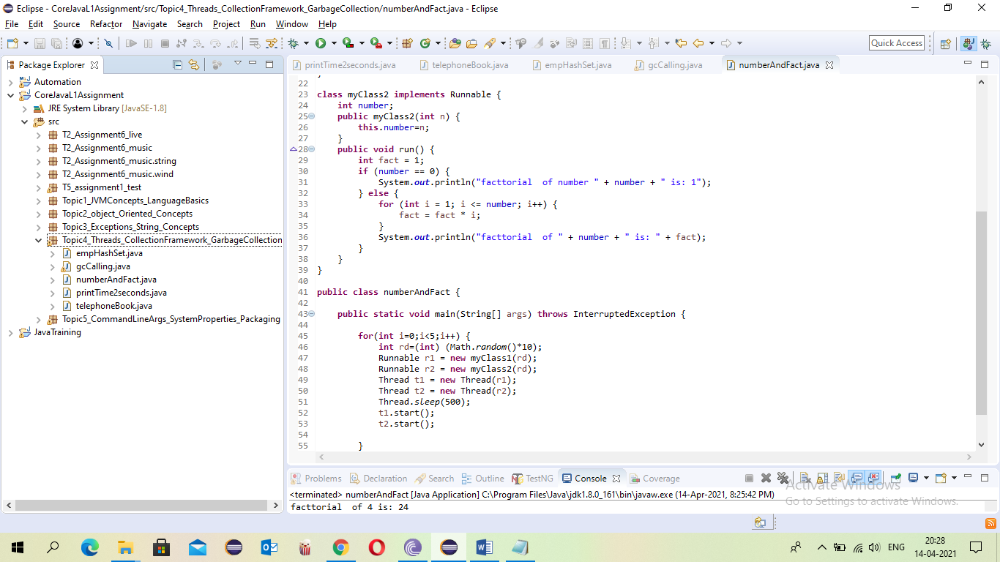 Eclipse - CoreJavaL1Assignment/src/Topic4_Threads_CollectionFramework_GarbageCollection/numberAndFact.java - Eclipse
File Edit Source Refactor Navigate Search Project Run Window Help
Quick Access
Package Explorer
Automation
CoreJavaL1Assignment
JRE System Library [JavaSE-1.8]
src
T2_Assignment6_live
T2_Assignment6_music
T2_Assignment6_music.string
T2_Assignment6_music.wind
T5_assignment1_test
Topic1_JVMConcepts_LanguageBasics
Topic2_object_Oriented_Concepts
Topic3_Exceptions_String_Concepts
Topic4_Threads_CollectionFramework_GarbageCollection
empHashSet.java
gcCalling.java
numberAndFact.java
printTime2seconds.java
telephoneBook.java
Topic5_CommandLineArgs_SystemProperties_Packaging
JavaTraining
printTime2seconds.java telephoneBook.java empHashSet.java gcCalling.java numberAndFact.java
22
23 class myClass2 implements Runnable {
24 int number;
25 public myClass2(int n) {
26 this.number=n;
27 }
28 public void run() {
29 int fact = 1;
30 if (number == 0) {
31 System.out.println("facttorial  of number " + number + " is: 1");
32 } else {
33 for (int i = 1; i <= number; i++) {
34 fact = fact * i;
35 }
36 System.out.println("facttorial  of " + number + " is: " + fact);
37 }
38 }
39 }
40
41 public class numberAndFact {
42
43 public static void main(String[] args) throws InterruptedException {
44
45 for(int i=0;i<5;i++) {
46 int rd=(int) (Math.random()*10);
47 Runnable r1 = new myClass1(rd);
48 Runnable r2 = new myClass2(rd);
49 Thread t1 = new Thread(r1);
50 Thread t2 = new Thread(r2);
51 Thread.sleep(500);
52 t1.start();
53 t2.start();
54
55 }
Problems Declaration Search Outline TestNG Console Coverage
<terminated> numberAndFact [Java Application] C:\Program Files\Java\jdk1.8.0_161\bin\javaw.exe (14-Apr-2021, 8:25:42 PM)
facttorial  of 4 is: 24
Activate Windows
Go to Settings to activate Windows.
ENG
20:28
14-04-2021